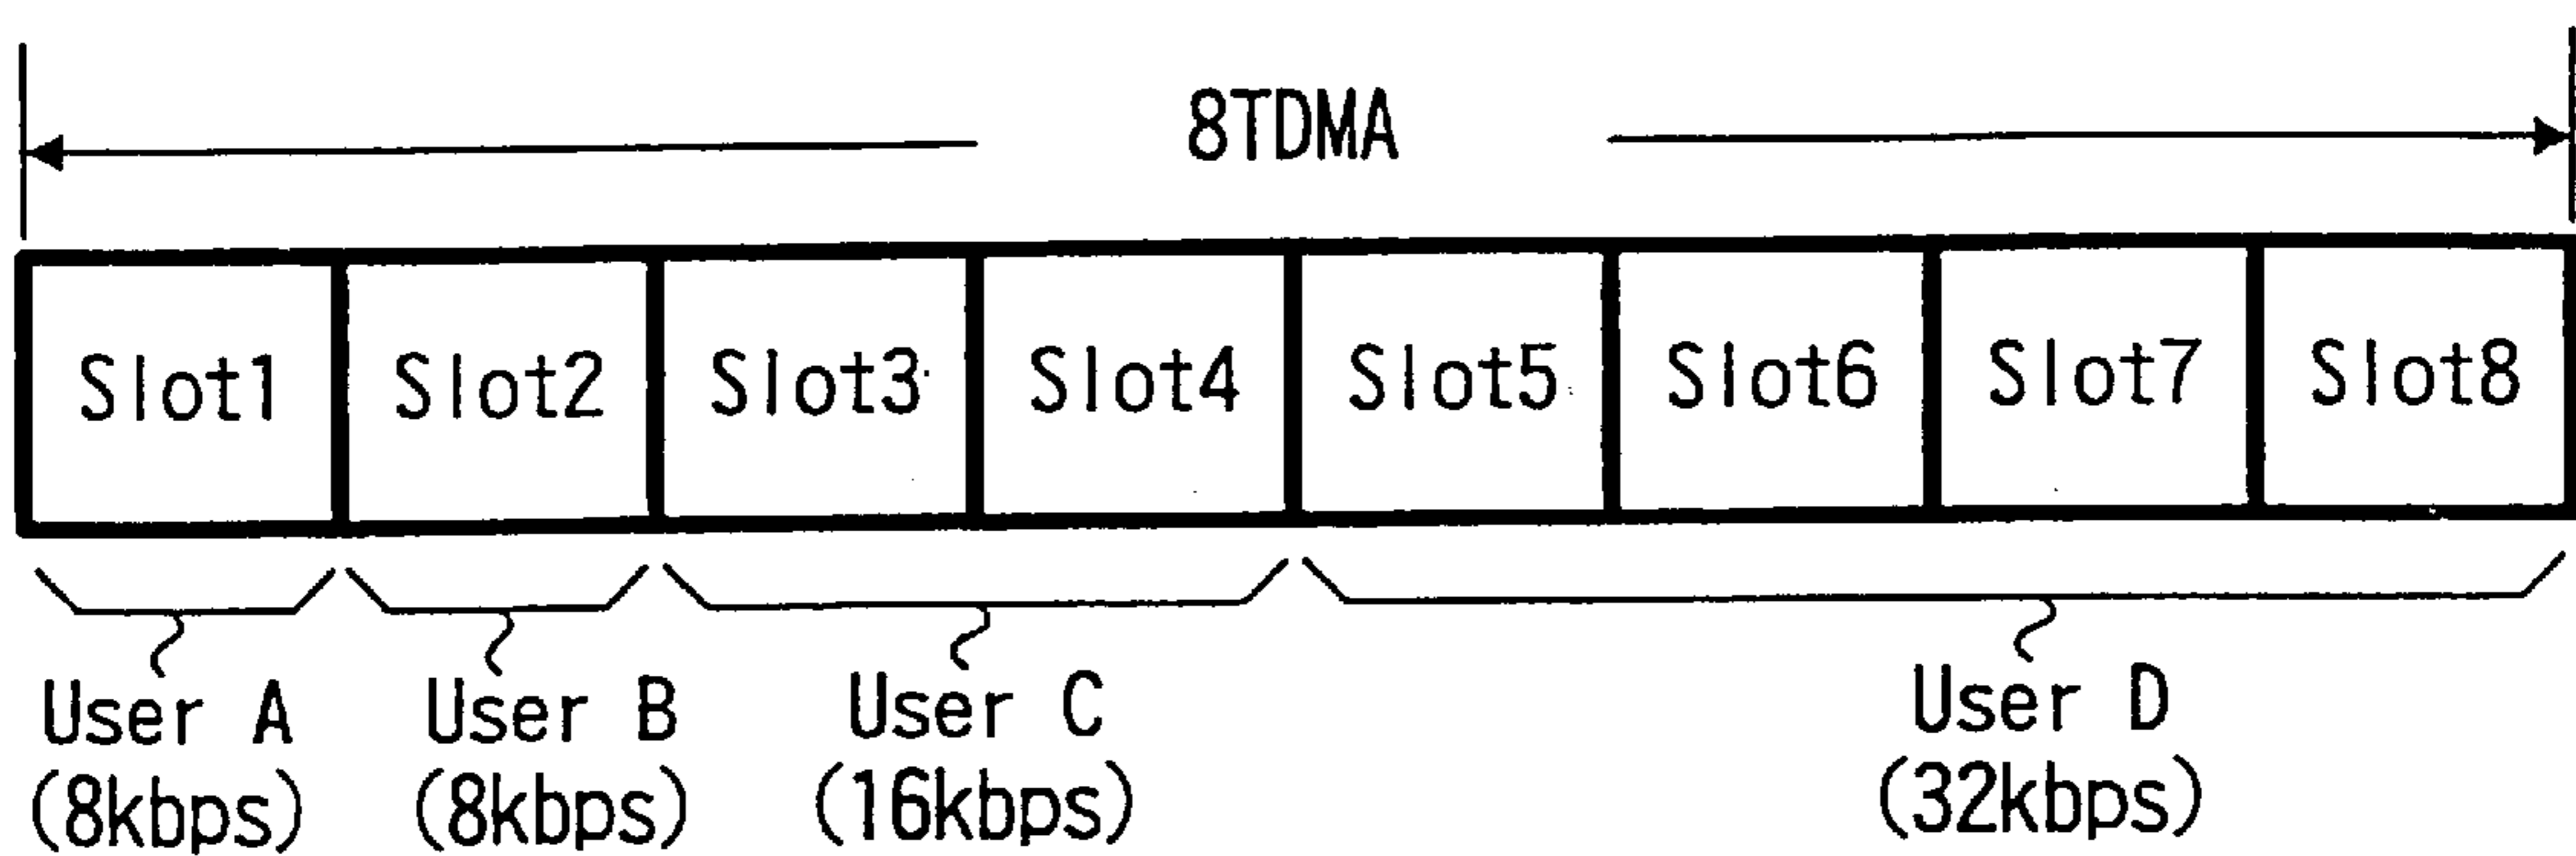 8TDMA
Slot1 Slot2 Slot3 Slot4 Slot5 Slot6 Slot7 Slot8
User A User B User C User D
(8kbps) (8kbps) (16kbps) (32kbps)